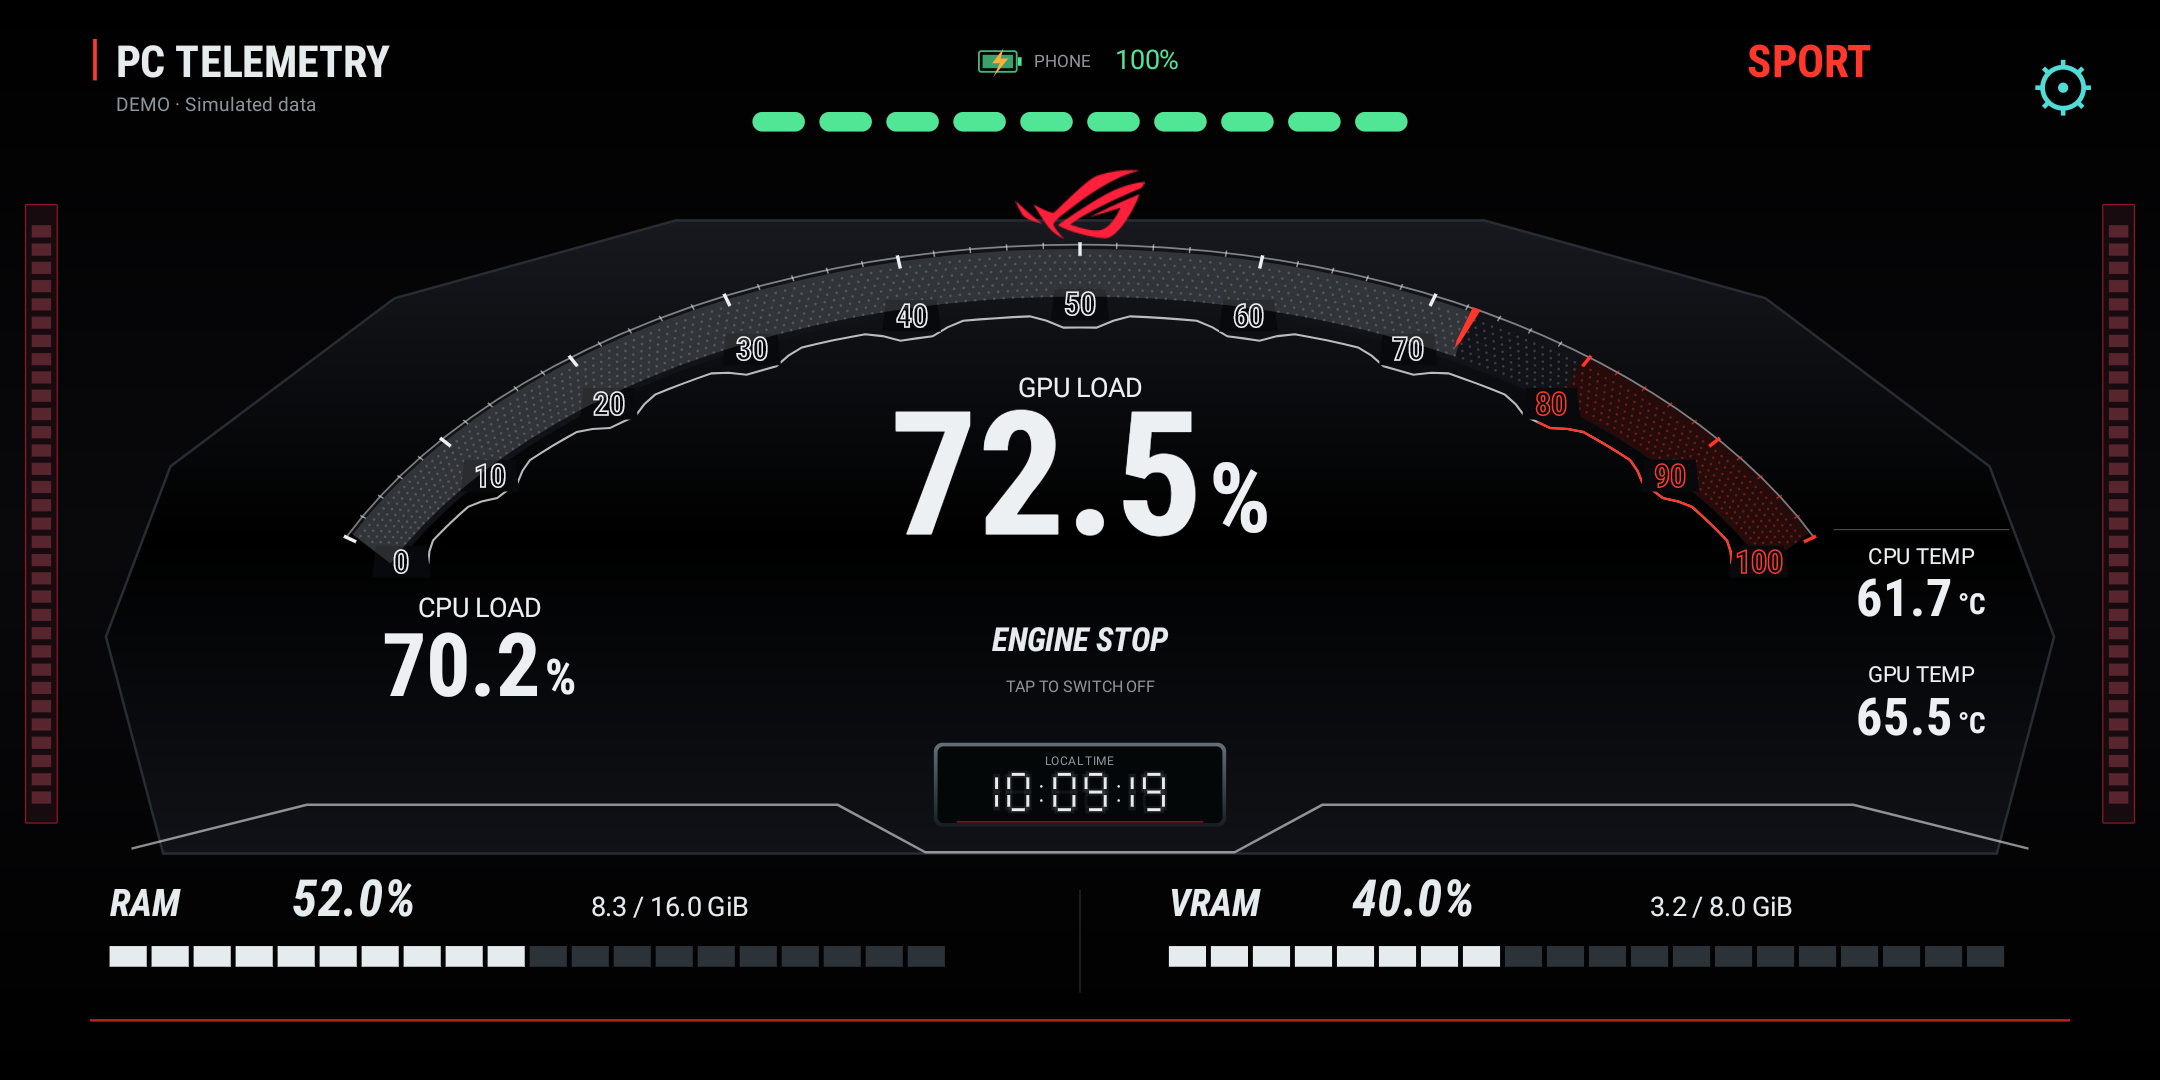 PC TELEMETRY
DEMO · Simulated data
PHONE 100%
SPORT
0 10 20 30 40 50 60 70 80 90 100
GPU LOAD
72.5%
CPU LOAD
70.2%
ENGINE STOP
TAP TO SWITCH OFF
CPU TEMP
61.7 °C
GPU TEMP
65.5 °C
LOCAL TIME
10:09:19
RAM 52.0% 8.3 / 16.0 GiB
VRAM 40.0% 3.2 / 8.0 GiB